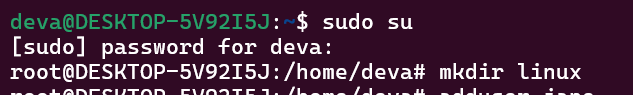 deva@DESKTOP-5V92I5J:~$ sudo su
[sudo] password for deva:
root@DESKTOP-5V92I5J:/home/deva# mkdir linux